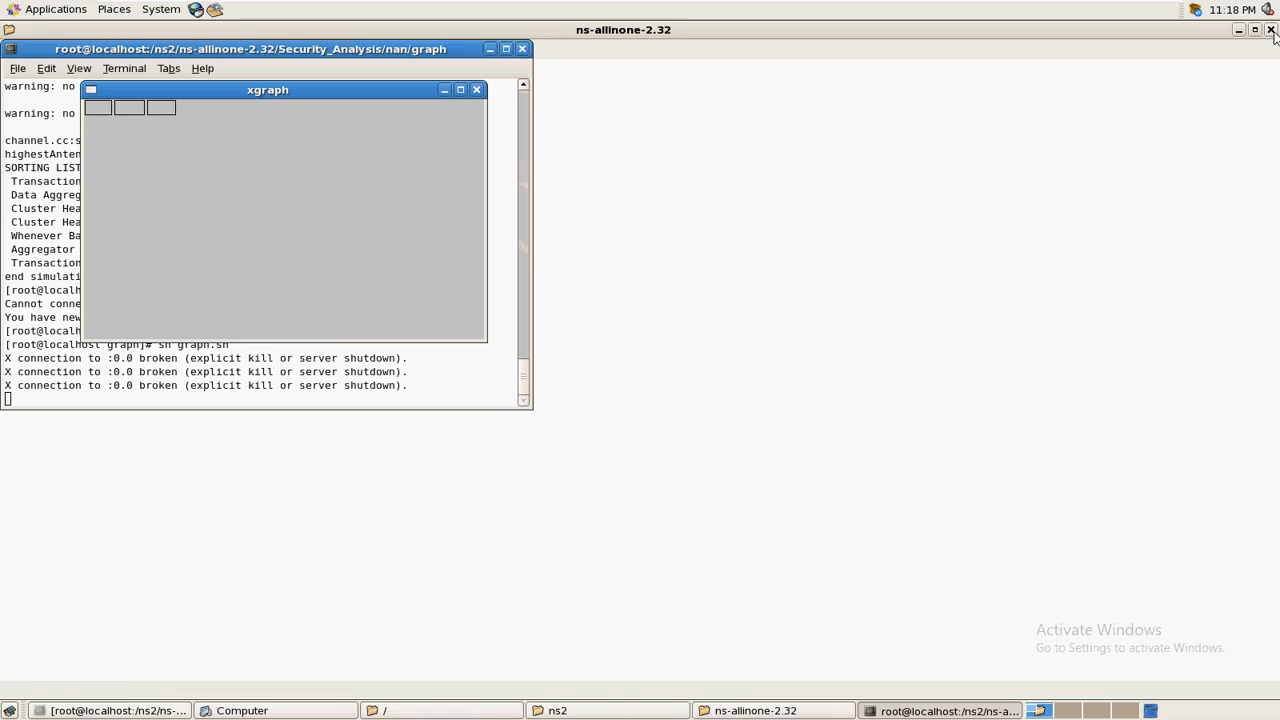 Applications Places System 11:18 PM
ns-allinone-2.32
root@localhost:/ns2/ns-allinone-2.32/Security_Analysis/nan/graph
File Edit View Terminal Tabs Help
warning: no
xgraph
warning: no
channel.cc:s
highestAnten
SORTING LIST
Transaction
Data Aggreg
Cluster Hea
Cluster Hea
Whenever Ba
Aggregator
Transaction
end simulati
[root@localh
Cannot conne
You have new
[root@localh
[root@localhost graph]# sh graph.sh
X connection to :0.0 broken (explicit kill or server shutdown).
X connection to :0.0 broken (explicit kill or server shutdown).
X connection to :0.0 broken (explicit kill or server shutdown).
Activate Windows
Go to Settings to activate Windows.
[root@localhost:/ns2/ns-... Computer / ns2 ns-allinone-2.32 root@localhost:/ns2/ns-a...